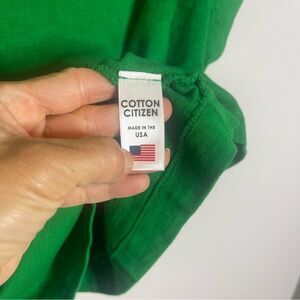 COTTON
CITIZEN
MADE IN THE
USA